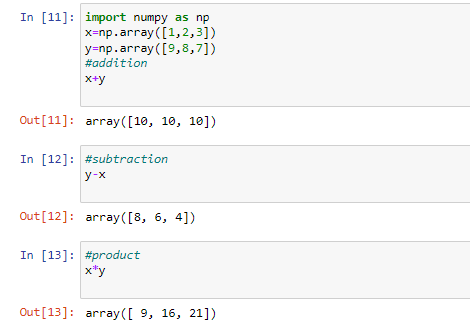 In [11]: import numpy as np
x=np.array([1,2,3])
y=np.array([9,8,7])
#addition
x+y
Out[11]: array([10, 10, 10])
In [12]: #subtraction
y-x
Out[12]: array([8, 6, 4])
In [13]: #product
x*y
Out[13]: array([ 9, 16, 21])